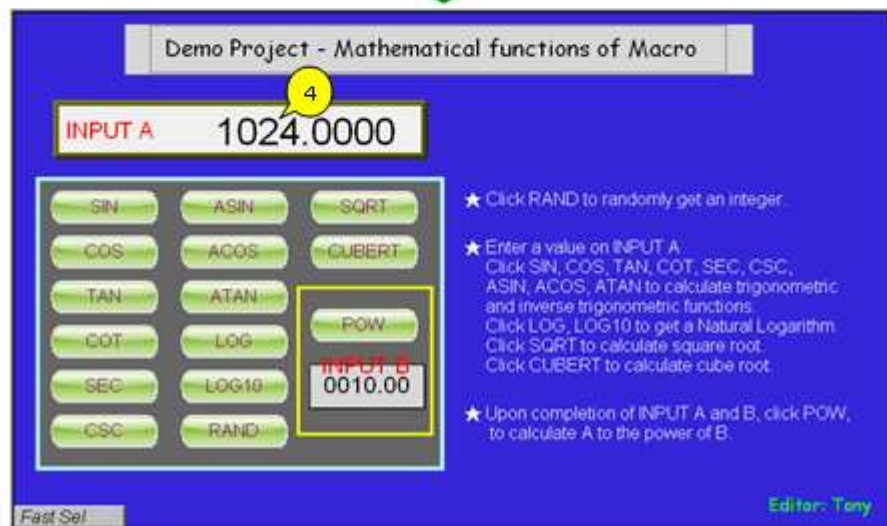 Demo Project - Mathematical functions of Macro
4
INPUT A 1024.0000
SIN ASIN SQRT
COS ACOS CUBERT
TAN ATAN
COT LOG POW
INPUT B
SEC LOG10 0010.00
CSC RAND
Click RAND to randomly get an integer.
Enter a value on INPUT A
Click SIN, COS, TAN, COT, SEC, CSC,
ASIN, ACOS, ATAN to calculate trigonometric
and inverse trigonometric functions.
Click LOG, LOG10 to get a Natural Logarithm
Click SQRT to calculate square root.
Click CUBERT to calculate cube root.
Upon completion of INPUT A and B, click POW,
to calculate A to the power of B.
Fast Sel
Editor: Tony